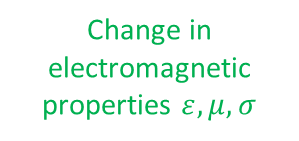 Change in
electromagnetic
properties 𝜀, 𝜇, 𝜎